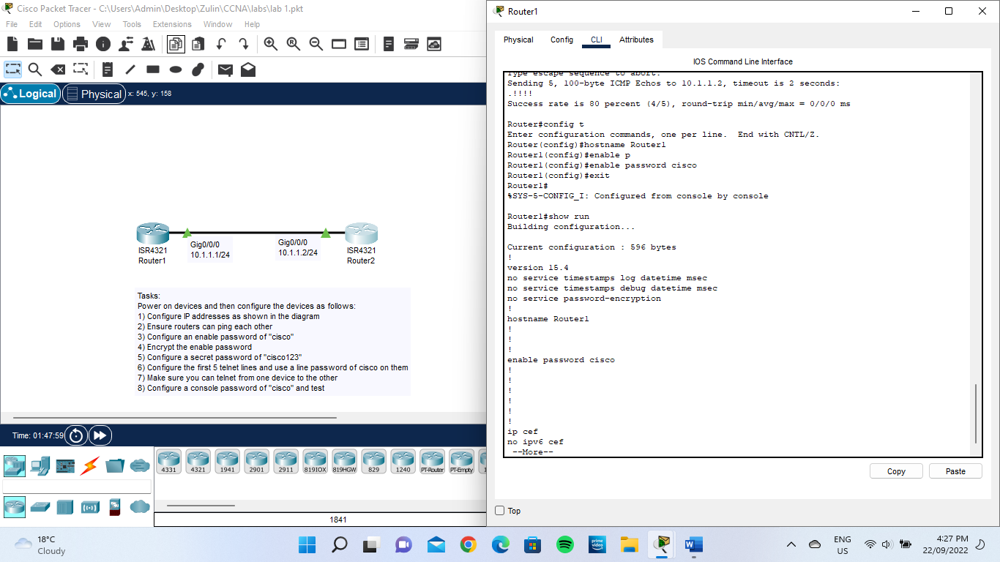 Cisco Packet Tracer - C:\Users\Admin\Desktop\Zulin\CCNA\labs\lab 1.pkt
File Edit Options View Tools Extensions Window Help
Logical
Physical
x: 545, y: 158
ISR4321
Router1
Gig0/0/0
10.1.1.1/24
Gig0/0/0
10.1.1.2/24
ISR4321
Router2
Tasks:
Power on devices and then configure the devices as follows:
1) Configure IP addresses as shown in the diagram
2) Ensure routers can ping each other
3) Configure an enable password of "cisco"
4) Encrypt the enable password
5) Configure a secret password of "cisco123"
6) Configure the first 5 telnet lines and use a line password of cisco on them
7) Make sure you can telnet from one device to the other
8) Configure a console password of "cisco" and test
Time: 01:47:59
4331 4321 1941 2901 2911 819IOX 819HGW 829 1240 PT-Router PT-Empty
1841
Router1
Physical Config CLI Attributes
IOS Command Line Interface
Type escape sequence to abort.
Sending 5, 100-byte ICMP Echos to 10.1.1.2, timeout is 2 seconds:
.!!!!
Success rate is 80 percent (4/5), round-trip min/avg/max = 0/0/0 ms
Router#config t
Enter configuration commands, one per line.  End with CNTL/Z.
Router(config)#hostname Router1
Router1(config)#enable p
Router1(config)#enable password cisco
Router1(config)#exit
Router1#
%SYS-5-CONFIG_I: Configured from console by console
Router1#show run
Building configuration...
Current configuration : 596 bytes
!
version 15.4
no service timestamps log datetime msec
no service timestamps debug datetime msec
no service password-encryption
!
hostname Router1
!
!
!
enable password cisco
!
!
!
!
!
!
ip cef
no ipv6 cef
--More--
Copy
Paste
Top
18°C
Cloudy
prime video
W
ENG
US
4:27 PM
22/09/2022